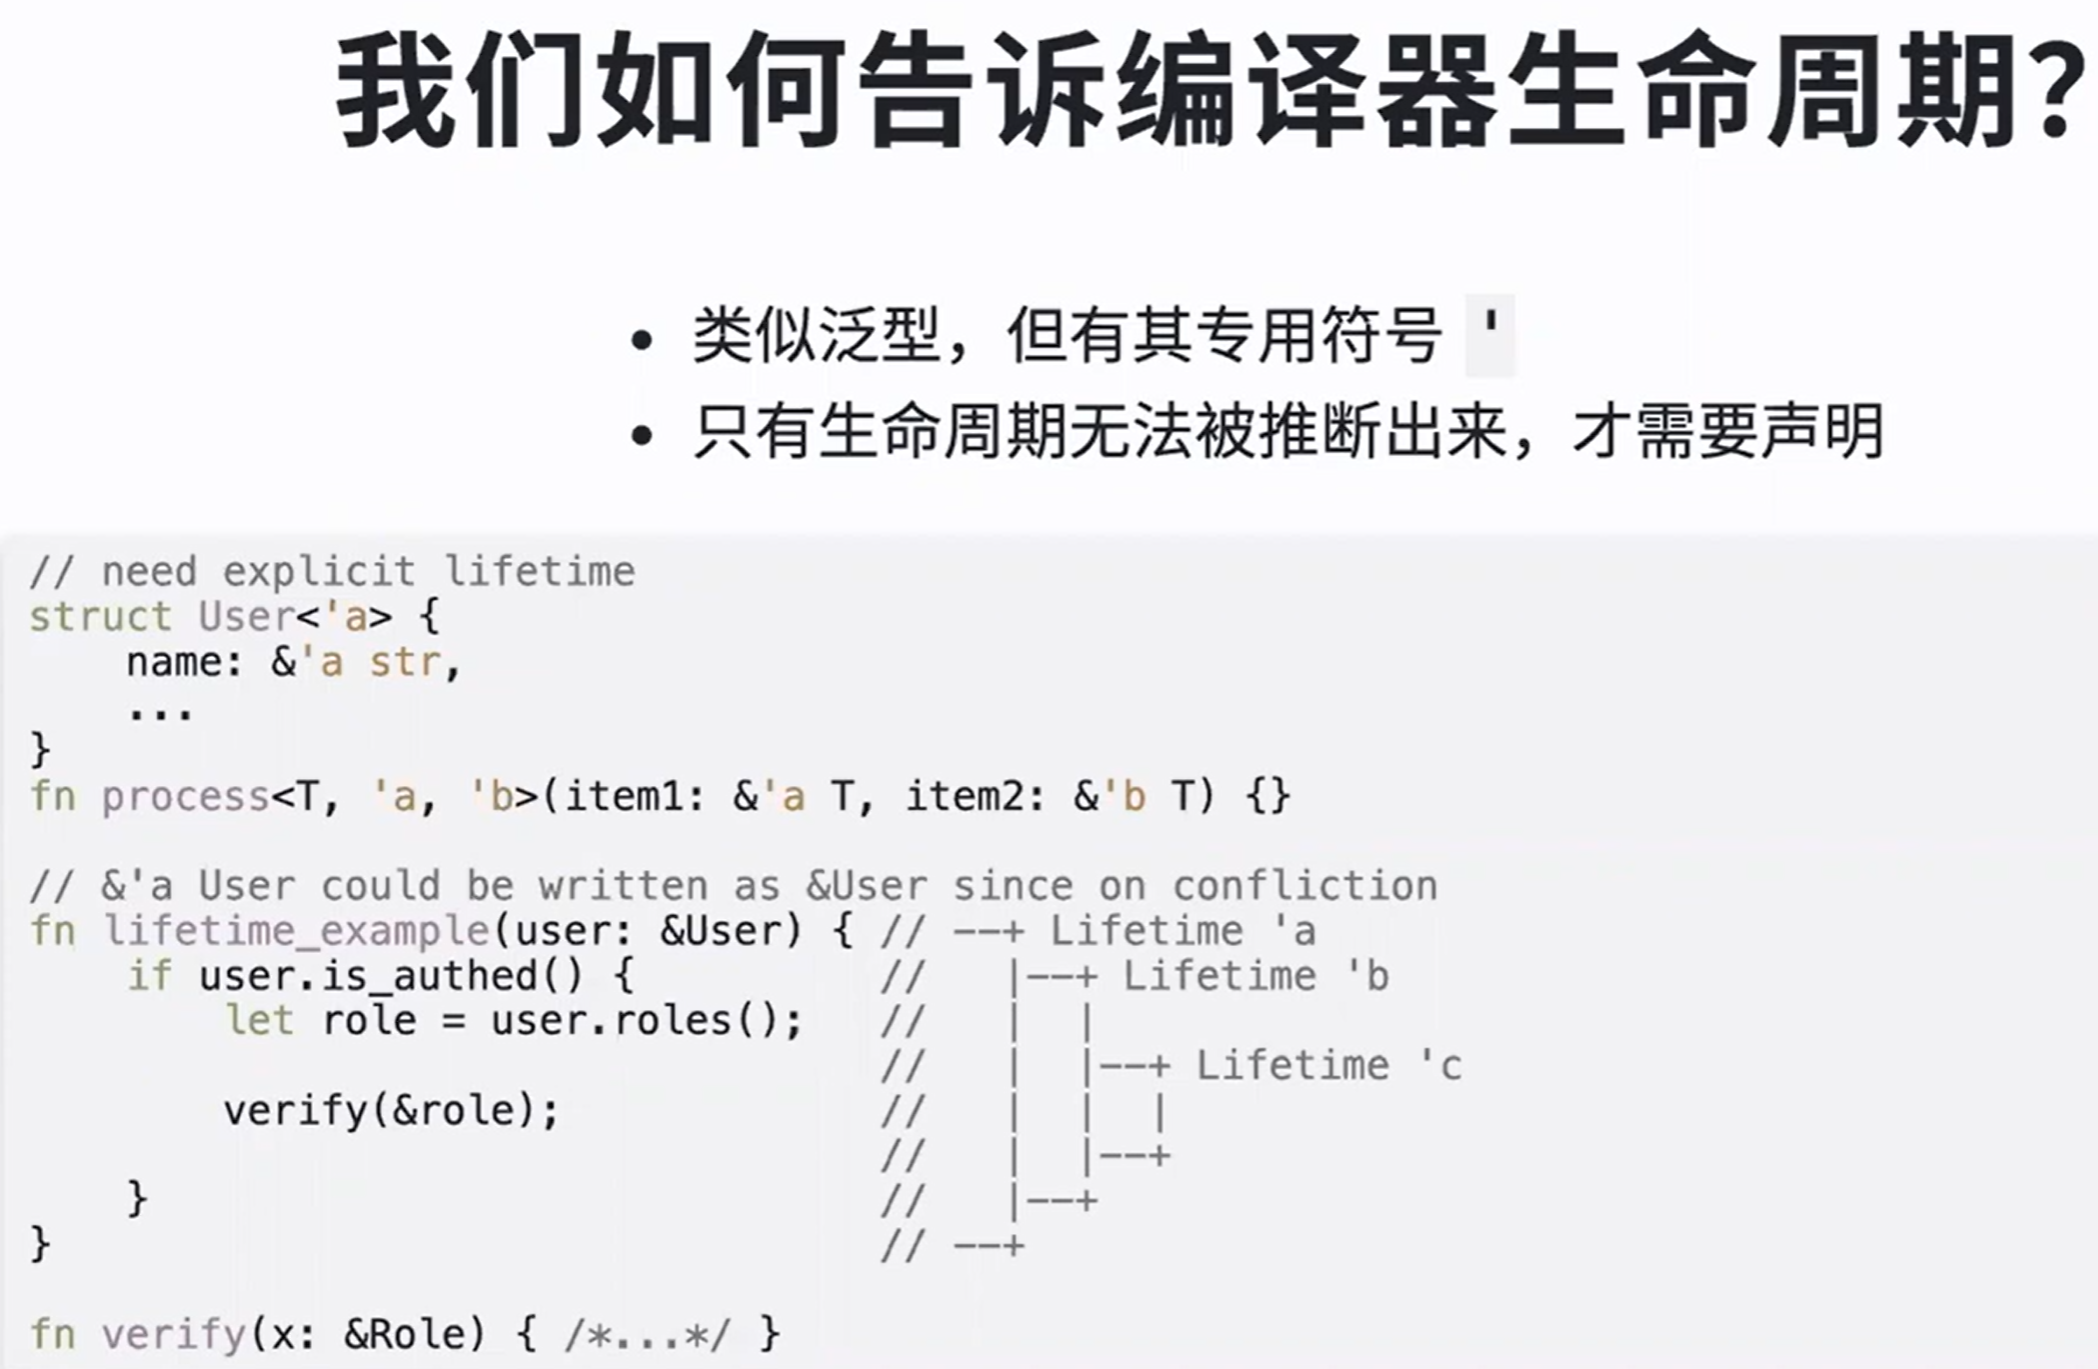 我们如何告诉编译器生命周期？
• 类似泛型，但有其专用符号 '
• 只有生命周期无法被推断出来，才需要声明
// need explicit lifetime
struct User<'a> {
    name: &'a str,
    ...
}
fn process<T, 'a, 'b>(item1: &'a T, item2: &'b T) {}
// &'a User could be written as &User since on confliction
fn lifetime_example(user: &User) { // --+ Lifetime 'a
    if user.is_authed() {          //   |--+ Lifetime 'b
        let role = user.roles();   //   |  |
                                   //   |  |--+ Lifetime 'c
        verify(&role);             //   |  |  |
                                   //   |  |--+
    }                              //   |--+
}                                  // --+
fn verify(x: &Role) { /*...*/ }